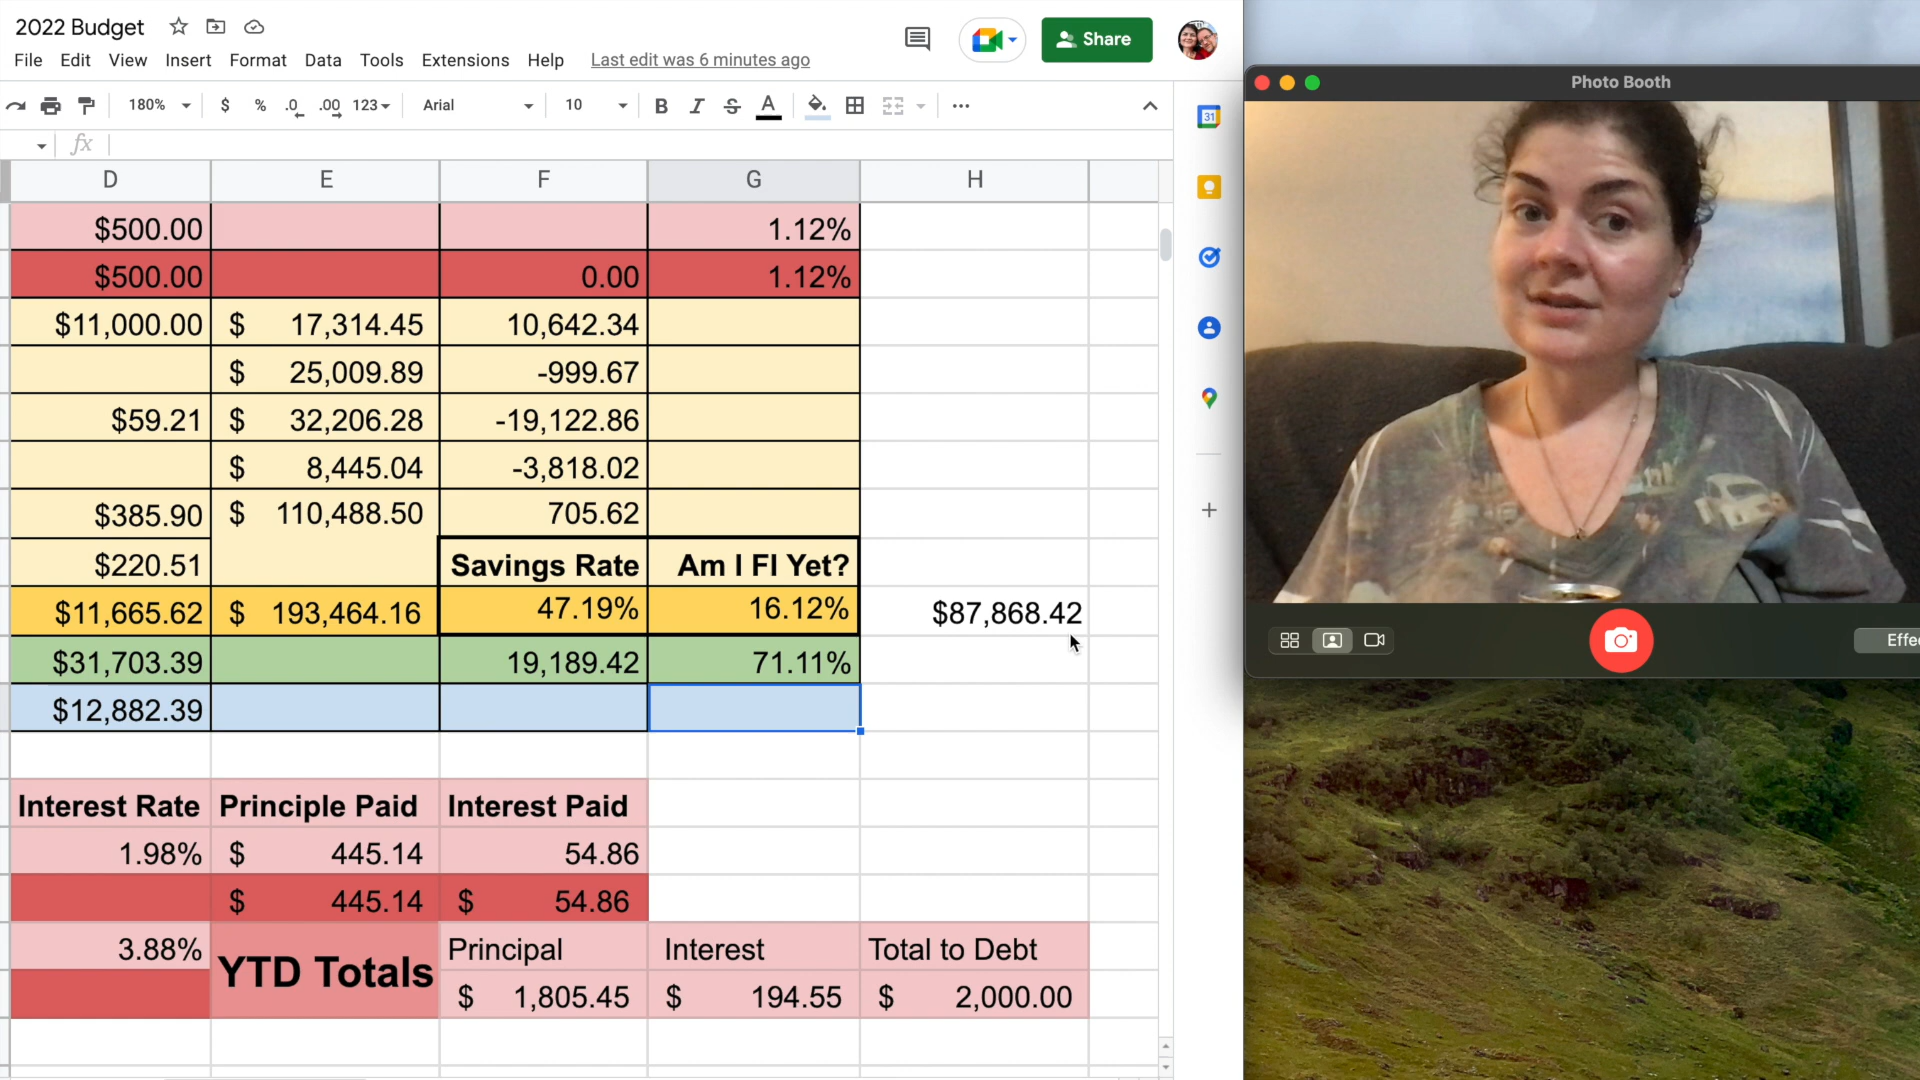 2022 Budget
File Edit View Insert Format Data Tools Extensions Help Last edit was 6 minutes ago
Share
180% $ % .0 .00 123 Arial 10 B I S A
fx
D E F G H
$500.00 1.12%
$500.00 0.00 1.12%
$11,000.00 $ 17,314.45 10,642.34
$ 25,009.89 -999.67
$59.21 $ 32,206.28 -19,122.86
$ 8,445.04 -3,818.02
$385.90 $ 110,488.50 705.62
$220.51 Savings Rate Am I FI Yet?
$11,665.62 $ 193,464.16 47.19% 16.12% $87,868.42
$31,703.39 19,189.42 71.11%
$12,882.39
Interest Rate Principle Paid Interest Paid
1.98% $ 445.14 54.86
$ 445.14 $ 54.86
3.88% YTD Totals Principal Interest Total to Debt
$ 1,805.45 $ 194.55 $ 2,000.00
31
Photo Booth
Effe